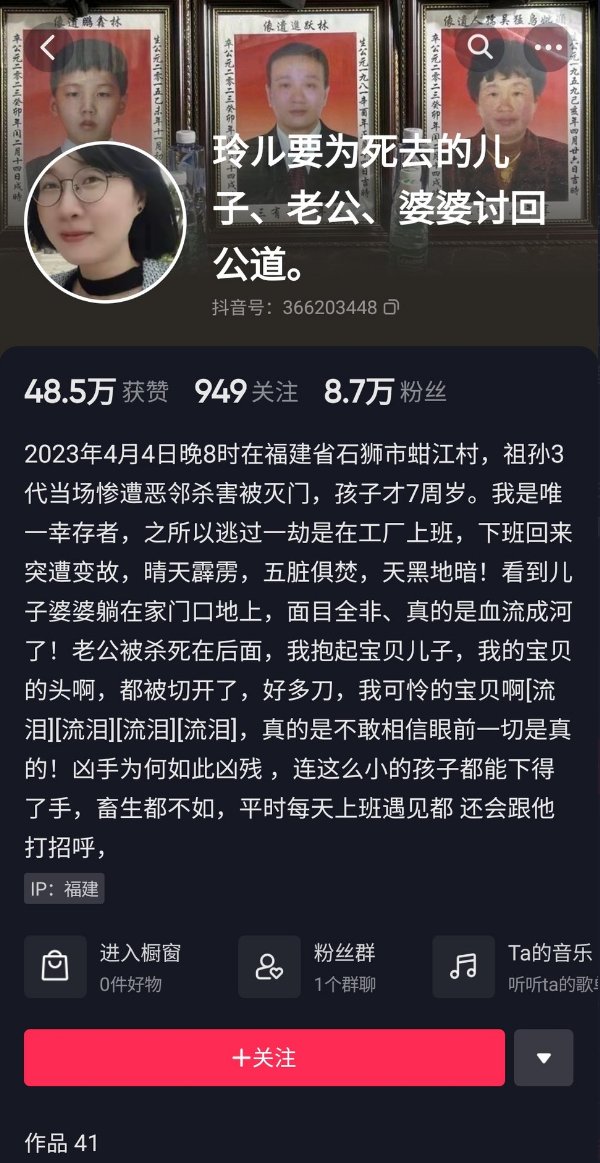 玲ル要为死去的儿
子、老公、婆婆讨回
公道。
抖音号：366203448
48.5万 获赞 949 关注 8.7万 粉丝
2023年4月4日晚8时在福建省石狮市蚶江村，祖孙3
代当场惨遭恶邻杀害被灭门，孩子才7周岁。我是唯
一幸存者，之所以逃过一劫是在工厂上班，下班回来
突遭变故，晴天霹雳，五脏俱焚，天黑地暗！看到儿
子婆婆躺在家门口地上，面目全非、真的是血流成河
了！老公被杀死在后面，我抱起宝贝儿子，我的宝贝
的头啊，都被切开了，好多刀，我可怜的宝贝啊[流
泪][流泪][流泪][流泪]，真的是不敢相信眼前一切是真
的！凶手为何如此凶残 ，连这么小的孩子都能下得
了手，畜生都不如，平时每天上班遇见都 还会跟他
打招呼，
IP：福建
进入橱窗
0件好物
粉丝群
1个群聊
Ta的音乐
听听ta的歌
+关注
作品 41